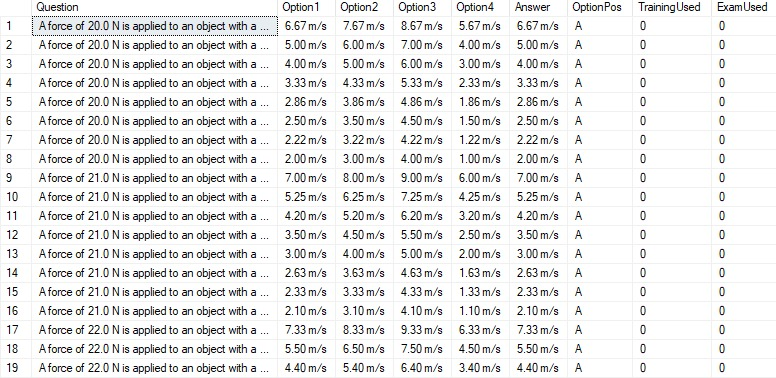 Question Option1 Option2 Option3 Option4 Answer OptionPos TrainingUsed ExamUsed
1 A force of 20.0 N is applied to an object with a ... 6.67 m/s 7.67 m/s 8.67 m/s 5.67 m/s 6.67 m/s A 0 0
2 A force of 20.0 N is applied to an object with a ... 5.00 m/s 6.00 m/s 7.00 m/s 4.00 m/s 5.00 m/s A 0 0
3 A force of 20.0 N is applied to an object with a ... 4.00 m/s 5.00 m/s 6.00 m/s 3.00 m/s 4.00 m/s A 0 0
4 A force of 20.0 N is applied to an object with a ... 3.33 m/s 4.33 m/s 5.33 m/s 2.33 m/s 3.33 m/s A 0 0
5 A force of 20.0 N is applied to an object with a ... 2.86 m/s 3.86 m/s 4.86 m/s 1.86 m/s 2.86 m/s A 0 0
6 A force of 20.0 N is applied to an object with a ... 2.50 m/s 3.50 m/s 4.50 m/s 1.50 m/s 2.50 m/s A 0 0
7 A force of 20.0 N is applied to an object with a ... 2.22 m/s 3.22 m/s 4.22 m/s 1.22 m/s 2.22 m/s A 0 0
8 A force of 20.0 N is applied to an object with a ... 2.00 m/s 3.00 m/s 4.00 m/s 1.00 m/s 2.00 m/s A 0 0
9 A force of 21.0 N is applied to an object with a ... 7.00 m/s 8.00 m/s 9.00 m/s 6.00 m/s 7.00 m/s A 0 0
10 A force of 21.0 N is applied to an object with a ... 5.25 m/s 6.25 m/s 7.25 m/s 4.25 m/s 5.25 m/s A 0 0
11 A force of 21.0 N is applied to an object with a ... 4.20 m/s 5.20 m/s 6.20 m/s 3.20 m/s 4.20 m/s A 0 0
12 A force of 21.0 N is applied to an object with a ... 3.50 m/s 4.50 m/s 5.50 m/s 2.50 m/s 3.50 m/s A 0 0
13 A force of 21.0 N is applied to an object with a ... 3.00 m/s 4.00 m/s 5.00 m/s 2.00 m/s 3.00 m/s A 0 0
14 A force of 21.0 N is applied to an object with a ... 2.63 m/s 3.63 m/s 4.63 m/s 1.63 m/s 2.63 m/s A 0 0
15 A force of 21.0 N is applied to an object with a ... 2.33 m/s 3.33 m/s 4.33 m/s 1.33 m/s 2.33 m/s A 0 0
16 A force of 21.0 N is applied to an object with a ... 2.10 m/s 3.10 m/s 4.10 m/s 1.10 m/s 2.10 m/s A 0 0
17 A force of 22.0 N is applied to an object with a ... 7.33 m/s 8.33 m/s 9.33 m/s 6.33 m/s 7.33 m/s A 0 0
18 A force of 22.0 N is applied to an object with a ... 5.50 m/s 6.50 m/s 7.50 m/s 4.50 m/s 5.50 m/s A 0 0
19 A force of 22.0 N is applied to an object with a ... 4.40 m/s 5.40 m/s 6.40 m/s 3.40 m/s 4.40 m/s A 0 0